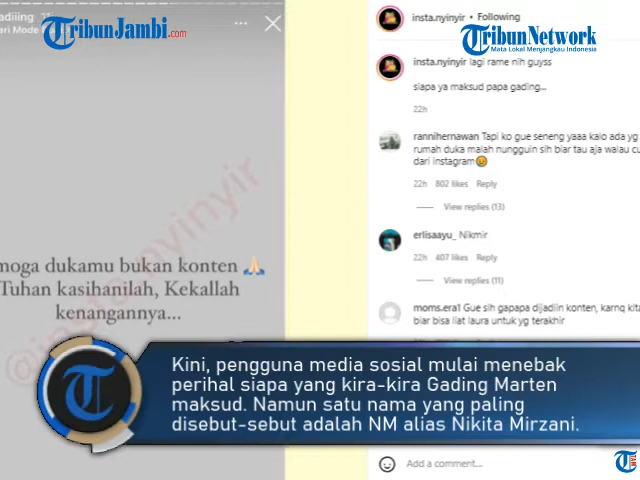 adiiing 11
ari Mode
TribunJambi.com
moga dukamu bukan konten 🙏
Tuhan kasihanilah, Kekallah
kenangannya...
@insta.nyinyir
insta.nyinyir • Following
TribunNetwork
Mata Lokal Menjangkau Indonesia
insta.nyinyir lagi rame nih guyss
siapa ya maksud papa gading...
22h
rannihernawan Tapi ko gue seneng yaaa kalo ada yg
rumah duka malah nungguin sih biar tau aja walau cu
dari instagram😢
22h 802 likes Reply
View replies (13)
erlisaayu_ Nikmir
22h 407 likes Reply
View replies (11)
moms.era1 Gue sih gapapa dijadiin konten, karnq kita
biar bisa liat laura untuk yg terakhir
Kini, pengguna media sosial mulai menebak
perihal siapa yang kira-kira Gading Marten
maksud. Namun satu nama yang paling
disebut-sebut adalah NM alias Nikita Mirzani.
Add a comment...